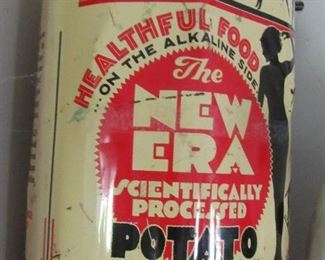 HEALTHFUL FOOD
...ON THE ALKALINE SIDE
The
NEW
ERA
SCIENTIFICALLY
PROCESSED
POTATO